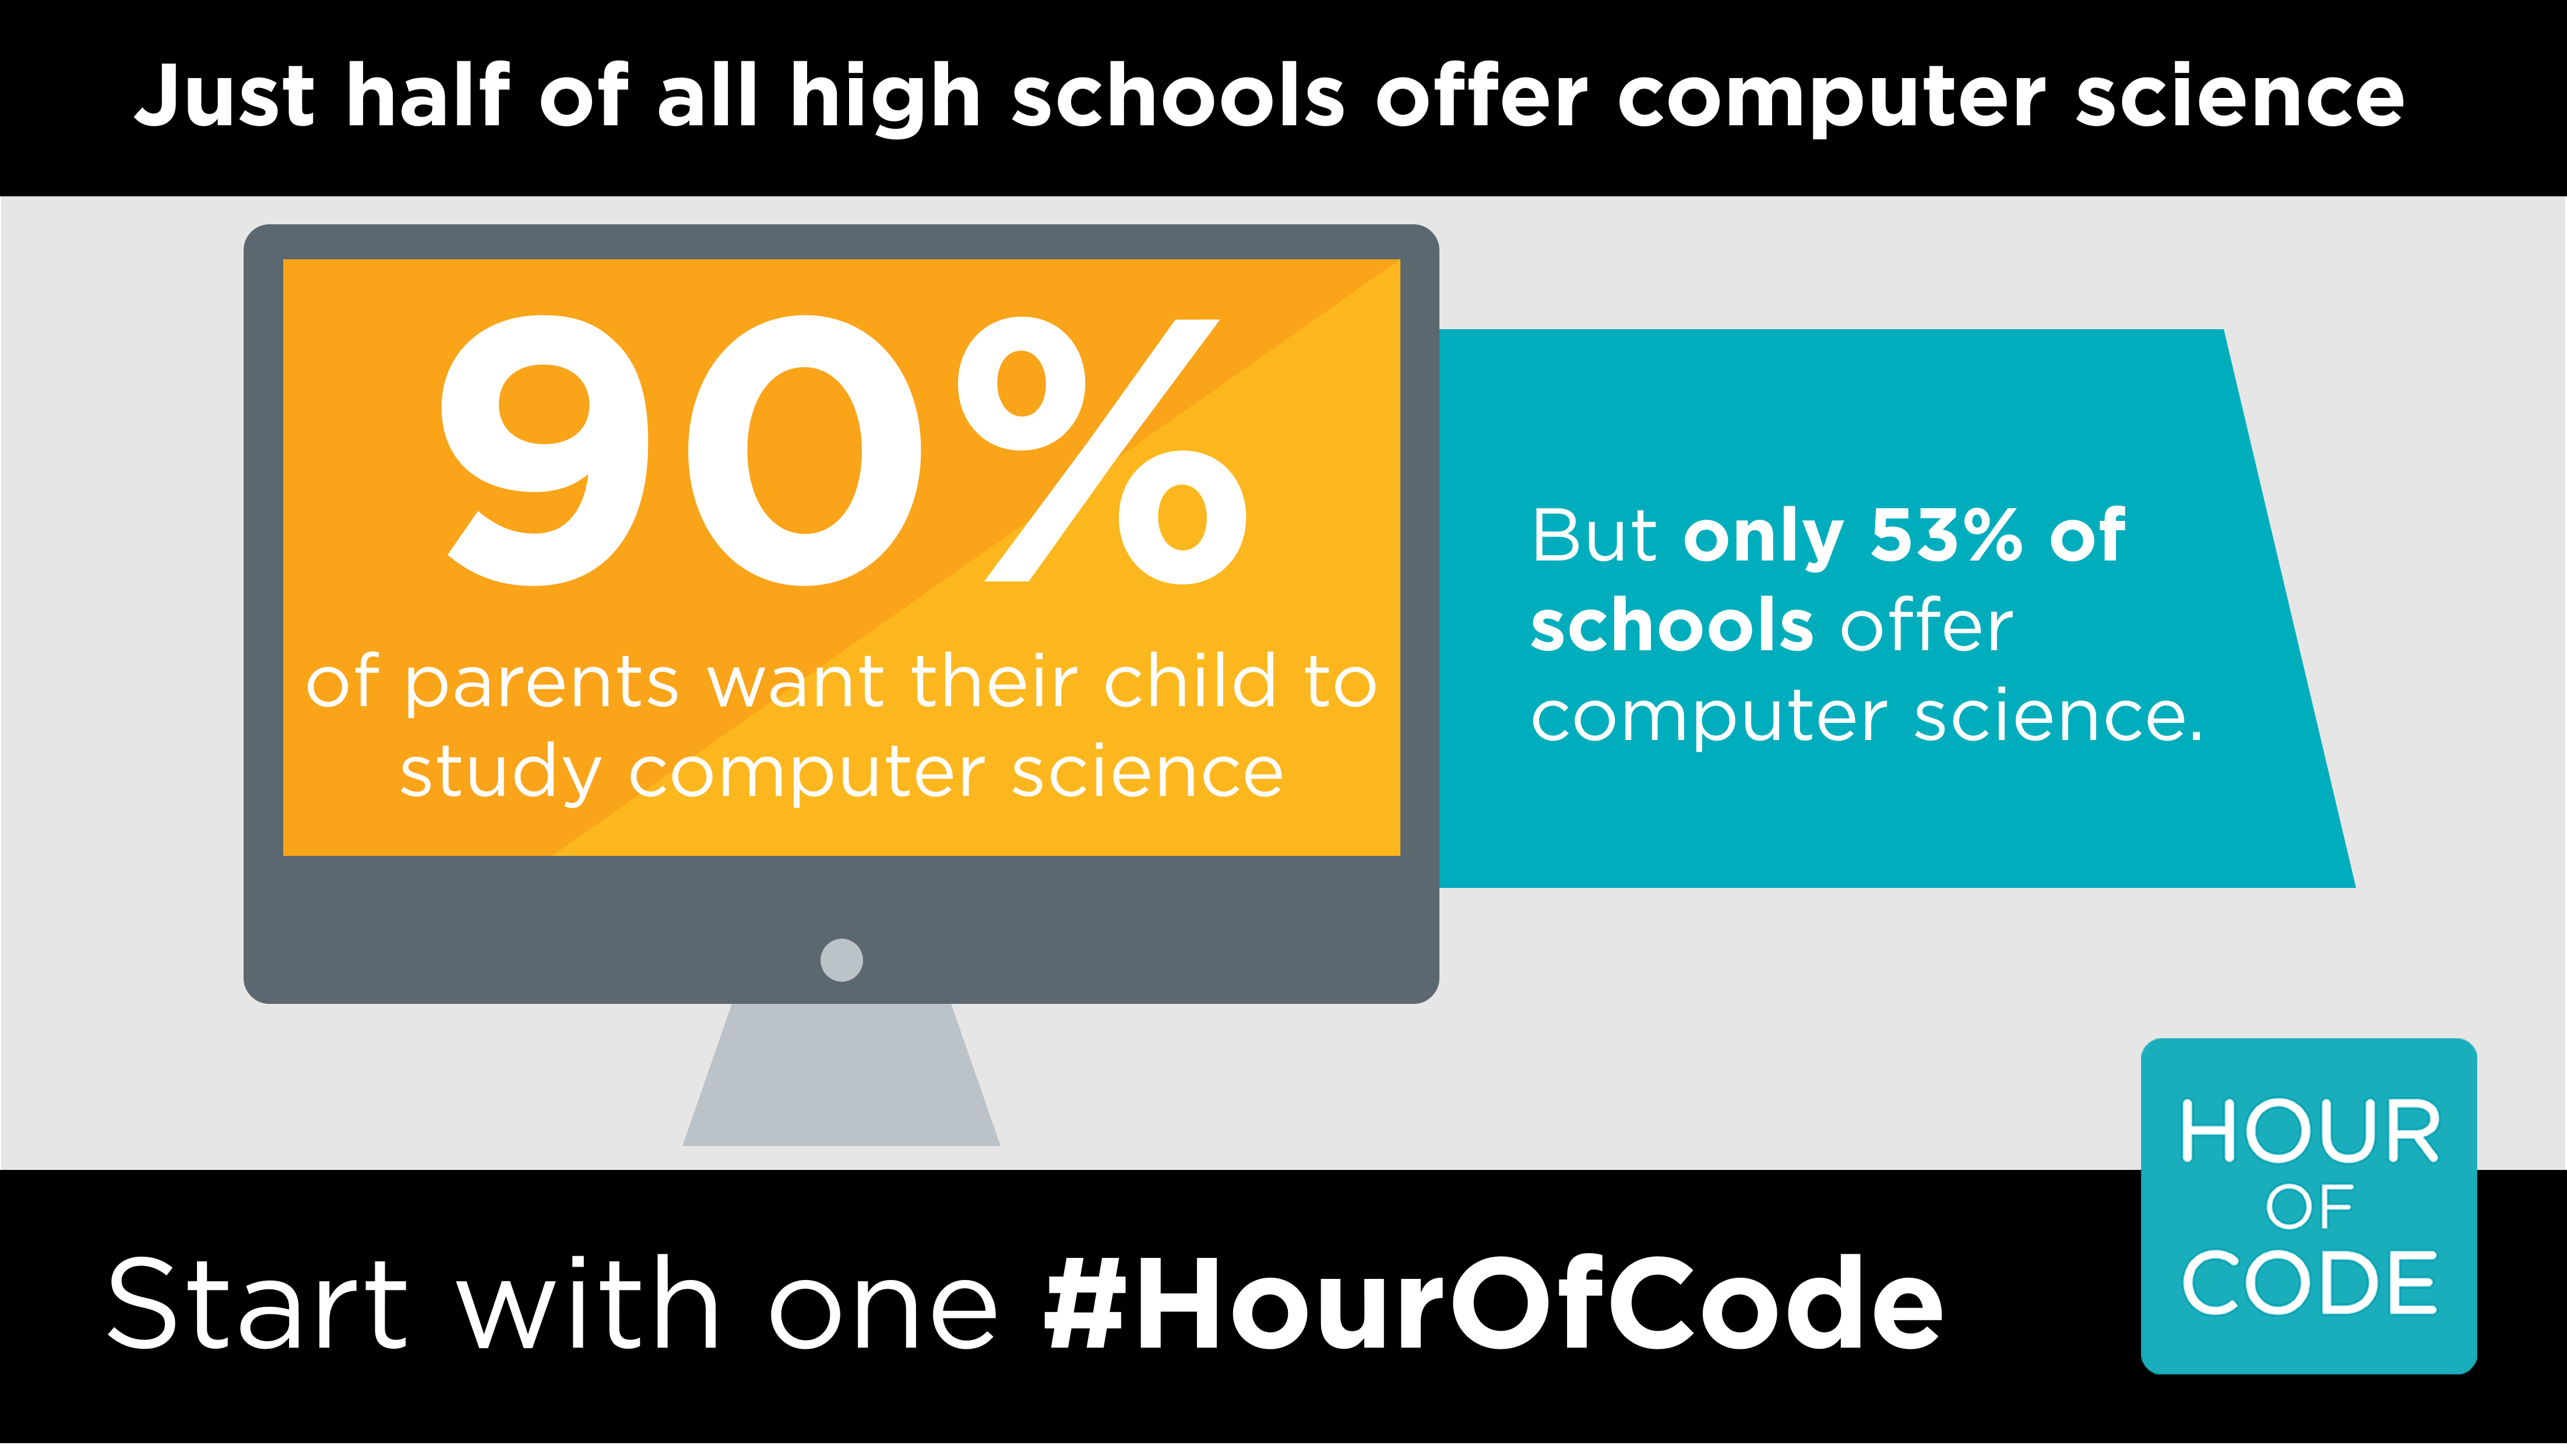 Just half of all high schools offer computer science
90%
of parents want their child to
study computer science
But only 53% of
schools offer
computer science.
Start with one #HourOfCode
HOUR
OF
CODE